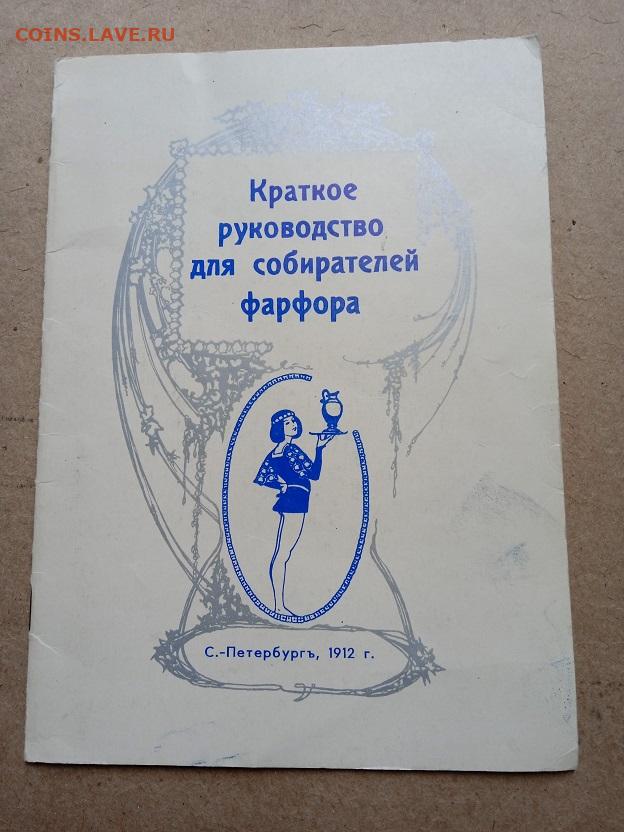 COINS.LAVE.RU
Краткое
руководство
для собирателей
фарфора
С.-Петербургъ, 1912 г.